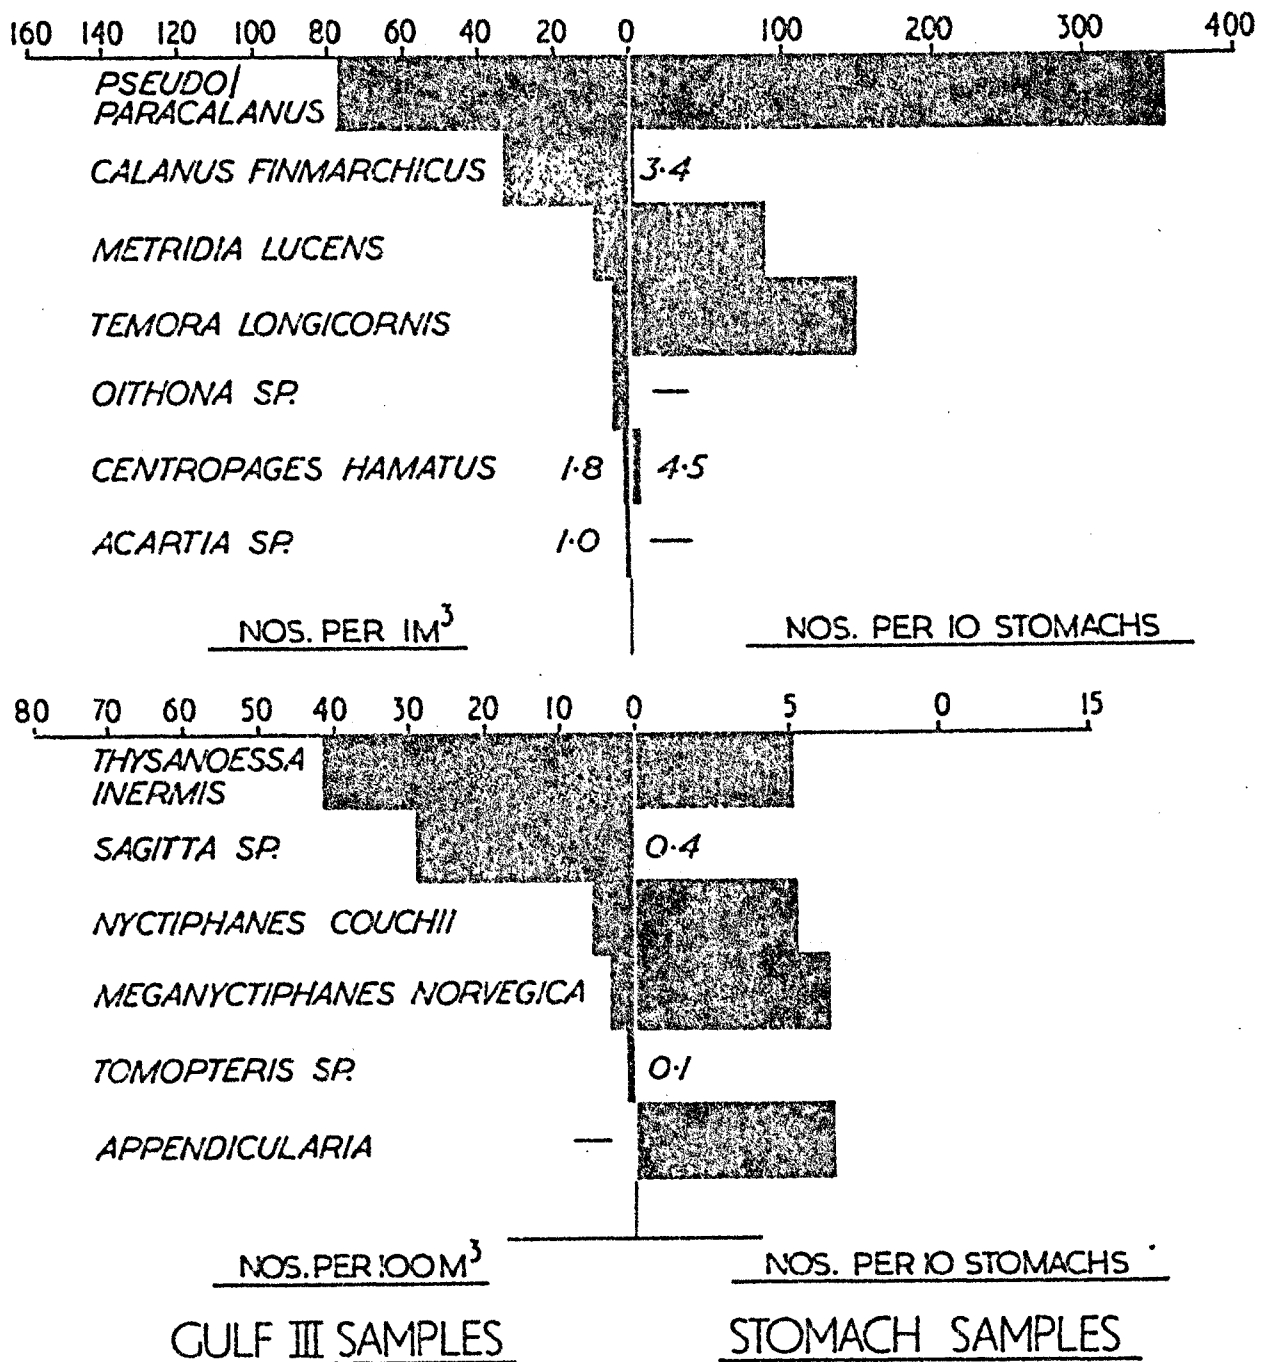 160 140 120 100 80 60 40 20 0 100 200 300 400
PSEUDO/
PARACALANUS
CALANUS FINMARCHICUS 3·4
METRIDIA LUCENS
TEMORA LONGICORNIS
OITHONA SP. —
CENTROPAGES HAMATUS 1·8 4·5
ACARTIA SP. 1·0 —
NOS. PER 1M³ NOS. PER 10 STOMACHS
80 70 60 50 40 30 20 10 0 5 0 15
THYSANOESSA
INERMIS
SAGITTA SP. 0·4
NYCTIPHANES COUCHII
MEGANYCTIPHANES NORVEGICA
TOMOPTERIS SP. 0·1
APPENDICULARIA —
NOS. PER 100M³ NOS. PER 10 STOMACHS
GULF III SAMPLES STOMACH SAMPLES